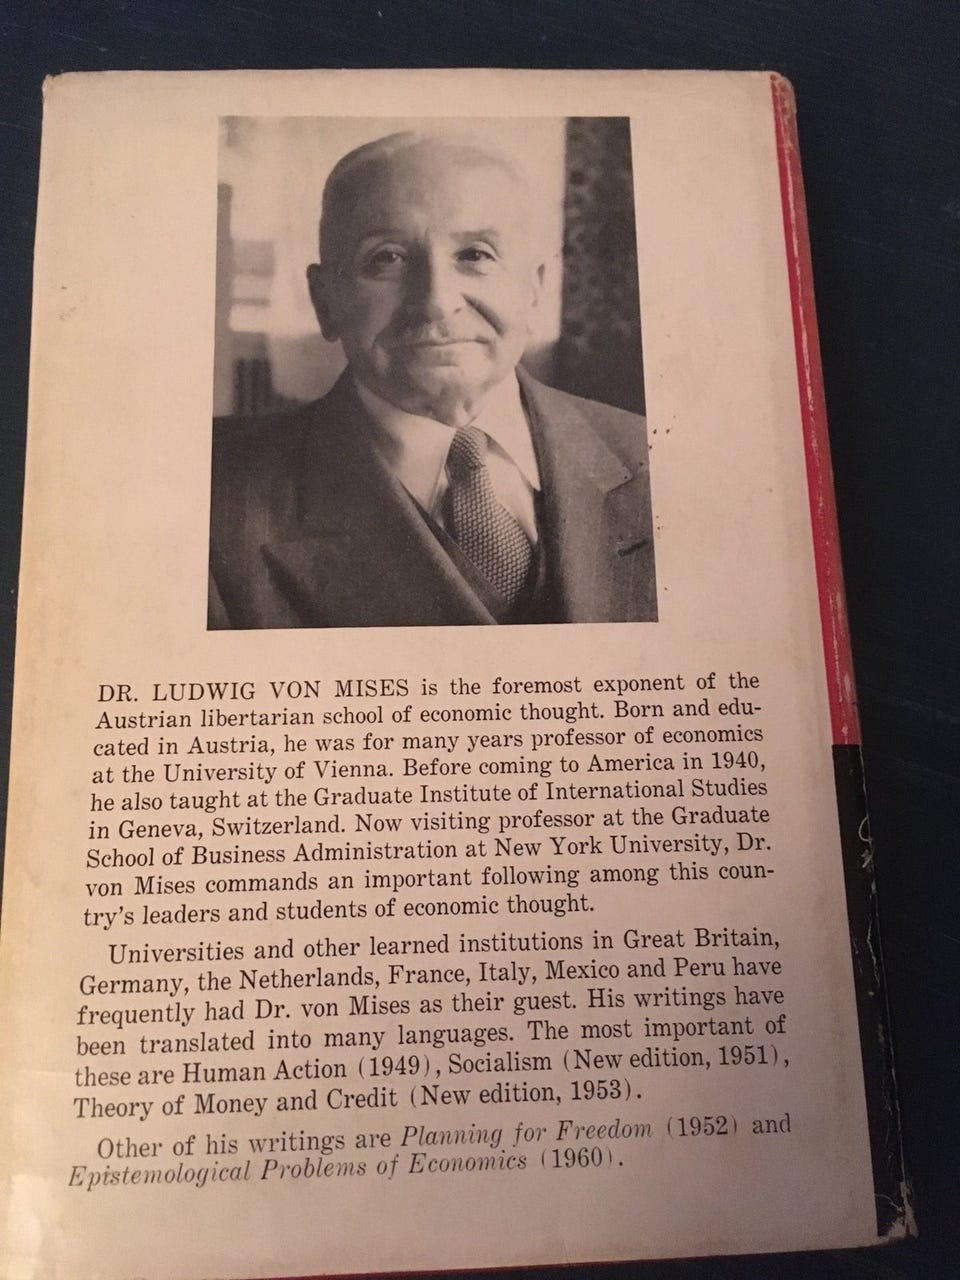 DR. LUDWIG VON MISES is the foremost exponent of the
Austrian libertarian school of economic thought. Born and edu-
cated in Austria, he was for many years professor of economics
at the University of Vienna. Before coming to America in 1940,
he also taught at the Graduate Institute of International Studies
in Geneva, Switzerland. Now visiting professor at the Graduate
School of Business Administration at New York University, Dr.
von Mises commands an important following among this coun-
try's leaders and students of economic thought.
Universities and other learned institutions in Great Britain,
Germany, the Netherlands, France, Italy, Mexico and Peru have
frequently had Dr. von Mises as their guest. His writings have
been translated into many languages. The most important of
these are Human Action (1949), Socialism (New edition, 1951),
Theory of Money and Credit (New edition, 1953).
Other of his writings are Planning for Freedom (1952) and
Epistemological Problems of Economics (1960).